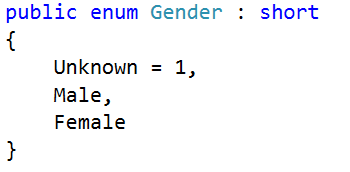 public enum Gender : short
{
    Unknown = 1,
    Male,
    Female
}